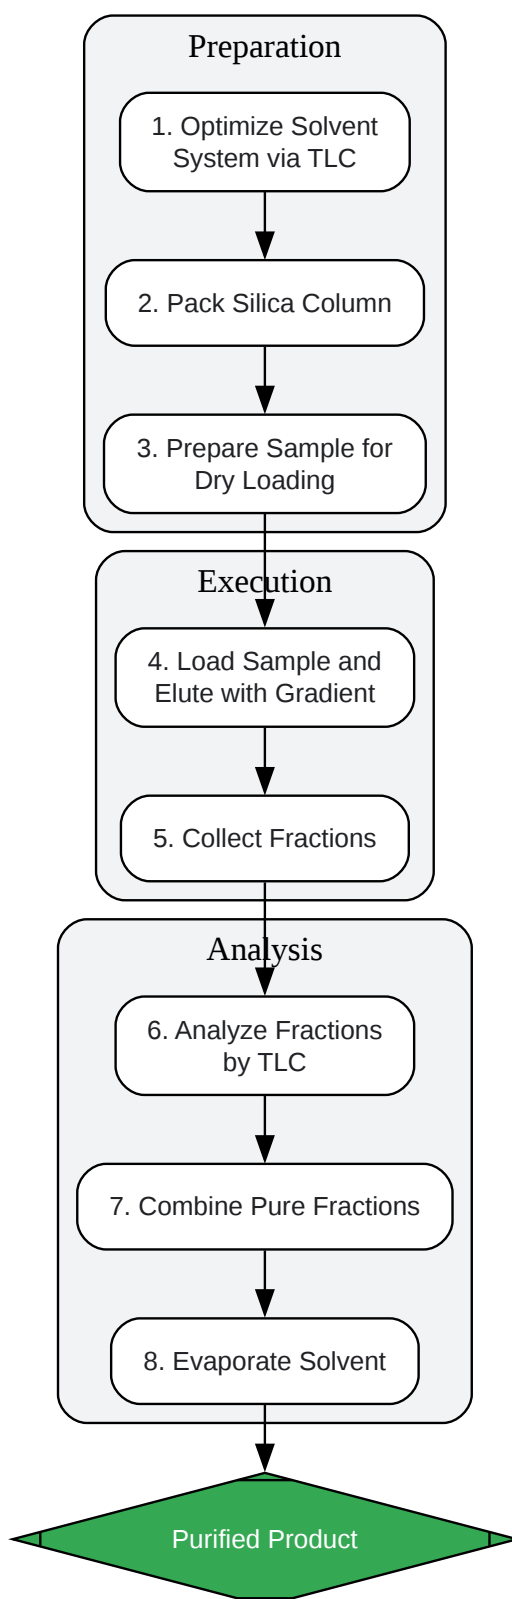 Preparation
1. Optimize Solvent
System via TLC
2. Pack Silica Column
3. Prepare Sample for
Dry Loading
Execution
4. Load Sample and
Elute with Gradient
5. Collect Fractions
Analysis
6. Analyze Fractions
by TLC
7. Combine Pure Fractions
8. Evaporate Solvent
Purified Product